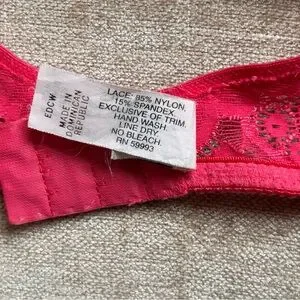 LACE: 85% NYLON,
15% SPANDEX.
EXCLUSIVE OF TRIM.
HAND WASH.
LINE DRY.
NO BLEACH.
RN 59993
EDCW
MADE IN
DOMINICAN
REPUBLIC